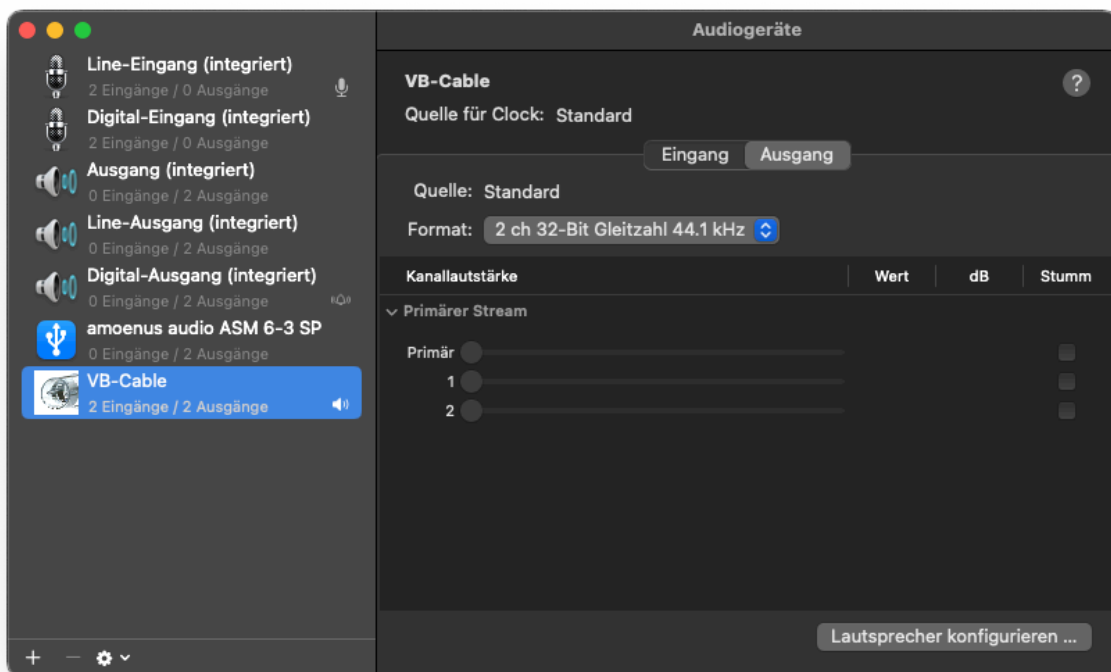 Audiogeräte
Line-Eingang (integriert)
2 Eingänge / 0 Ausgänge
Digital-Eingang (integriert)
2 Eingänge / 0 Ausgänge
Ausgang (integriert)
0 Eingänge / 2 Ausgänge
Line-Ausgang (integriert)
0 Eingänge / 2 Ausgänge
Digital-Ausgang (integriert)
0 Eingänge / 2 Ausgänge
amoenus audio ASM 6-3 SP
0 Eingänge / 2 Ausgänge
VB-Cable
2 Eingänge / 2 Ausgänge
VB-Cable
?
Quelle für Clock: Standard
Eingang Ausgang
Quelle: Standard
Format: 2 ch 32-Bit Gleitzahl 44.1 kHz
Kanallautstärke Wert dB Stumm
Primärer Stream
Primär
1
2
Lautsprecher konfigurieren ...